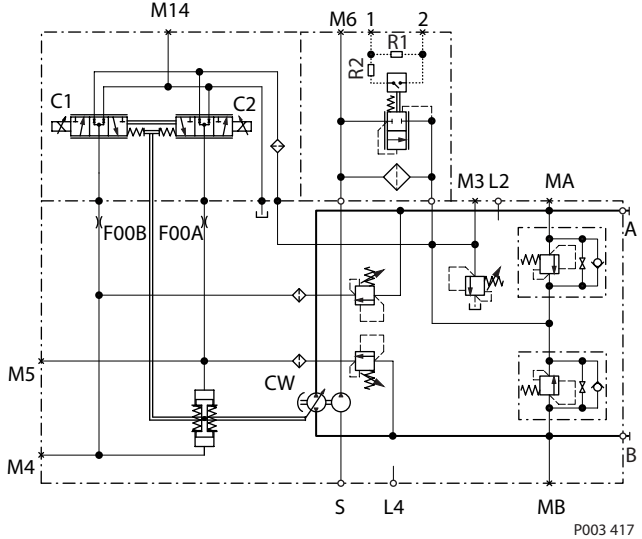 M14
M6 1 2
R1
R2
C1
C2
M3 L2 MA
A
F00B F00A
M5
CW
M4
B
S L4 MB
P003 417